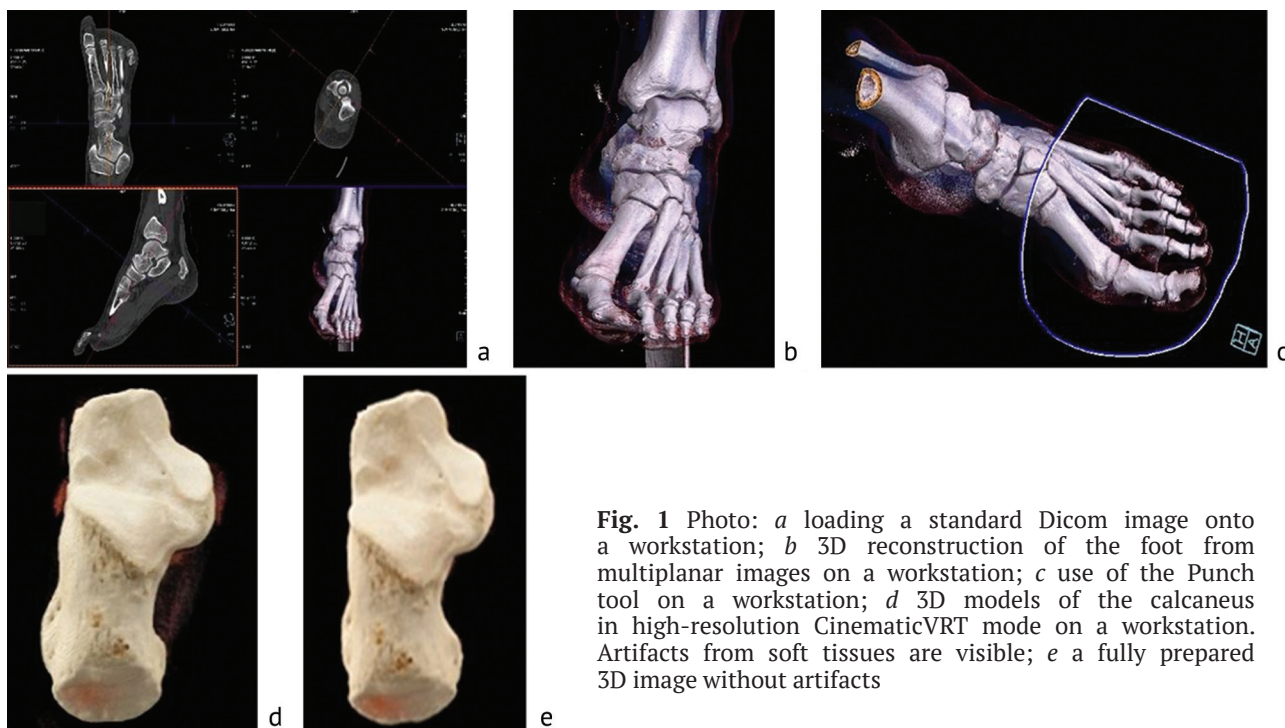 a
b
H
A
c
d
e
Fig. 1 Photo: a loading a standard Dicom image onto
a workstation; b 3D reconstruction of the foot from
multiplanar images on a workstation; c use of the Punch
tool on a workstation; d 3D models of the calcaneus
in high-resolution CinematicVRT mode on a workstation.
Artifacts from soft tissues are visible; e a fully prepared
3D image without artifacts